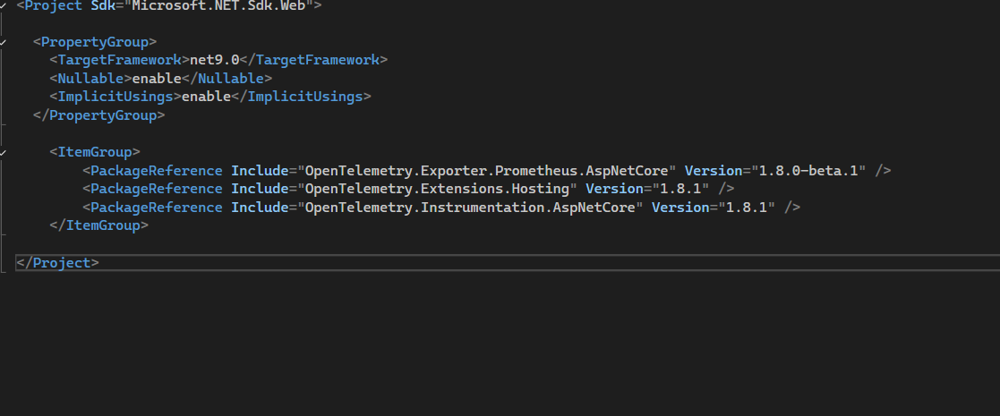 <Project Sdk="Microsoft.NET.Sdk.Web">
<PropertyGroup>
<TargetFramework>net9.0</TargetFramework>
<Nullable>enable</Nullable>
<ImplicitUsings>enable</ImplicitUsings>
</PropertyGroup>
<ItemGroup>
<PackageReference Include="OpenTelemetry.Exporter.Prometheus.AspNetCore" Version="1.8.0-beta.1" />
<PackageReference Include="OpenTelemetry.Extensions.Hosting" Version="1.8.1" />
<PackageReference Include="OpenTelemetry.Instrumentation.AspNetCore" Version="1.8.1" />
</ItemGroup>
</Project>